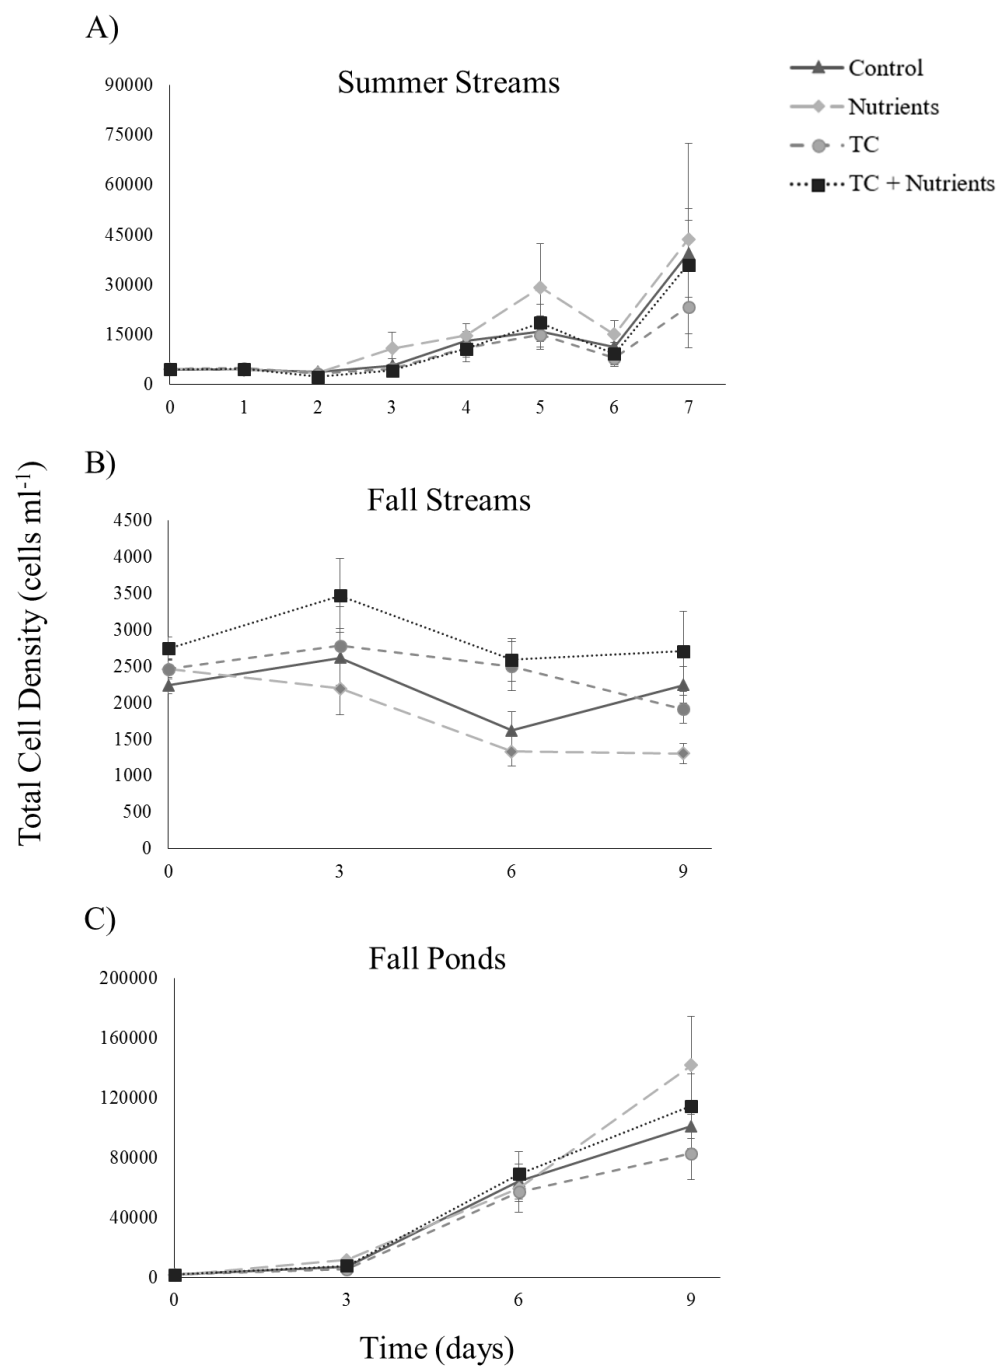 A)
Summer Streams
Control
Nutrients
TC
TC + Nutrients
90000
75000
60000
45000
30000
15000
0
0 1 2 3 4 5 6 7
Total Cell Density (cells ml-1)
B)
Fall Streams
4500
4000
3500
3000
2500
2000
1500
1000
500
0
0 3 6 9
C)
Fall Ponds
200000
160000
120000
80000
40000
0
0 3 6 9
Time (days)